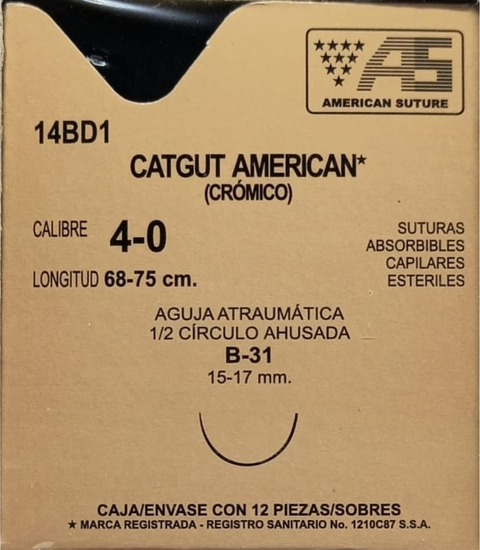 AS
AMERICAN SUTURE
14BD1
CATGUT AMERICAN*
(CRÓMICO)
CALIBRE 4-0
LONGITUD 68-75 cm.
SUTURAS
ABSORBIBLES
CAPILARES
ESTERILES
AGUJA ATRAUMÁTICA
1/2 CÍRCULO AHUSADA
B-31
15-17 mm.
CAJA/ENVASE CON 12 PIEZAS/SOBRES
★ MARCA REGISTRADA - REGISTRO SANITARIO No. 1210C87 S.S.A.